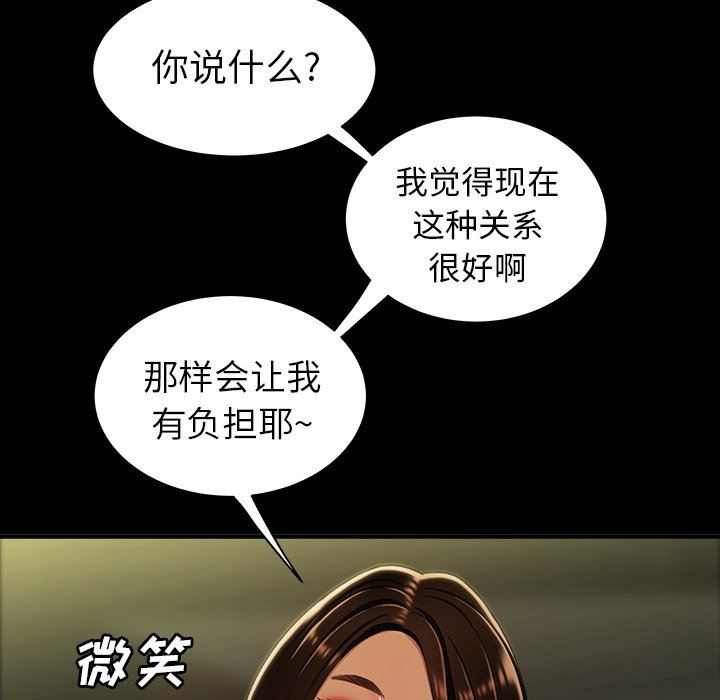 你说什么?
我觉得现在
这种关系
很好啊
那样会让我
有负担耶~
微笑